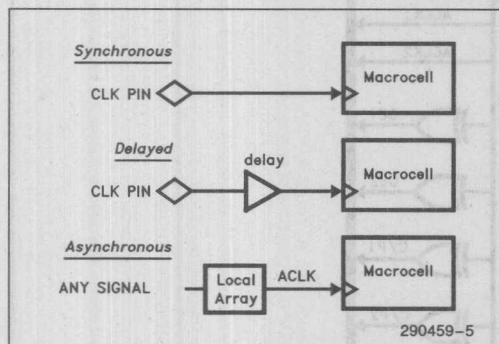 Synchronous
CLK PIN
Macrocell
Delayed
CLK PIN
delay
Macrocell
Asynchronous
ANY SIGNAL
Local
Array
ACLK
Macrocell
290459-5